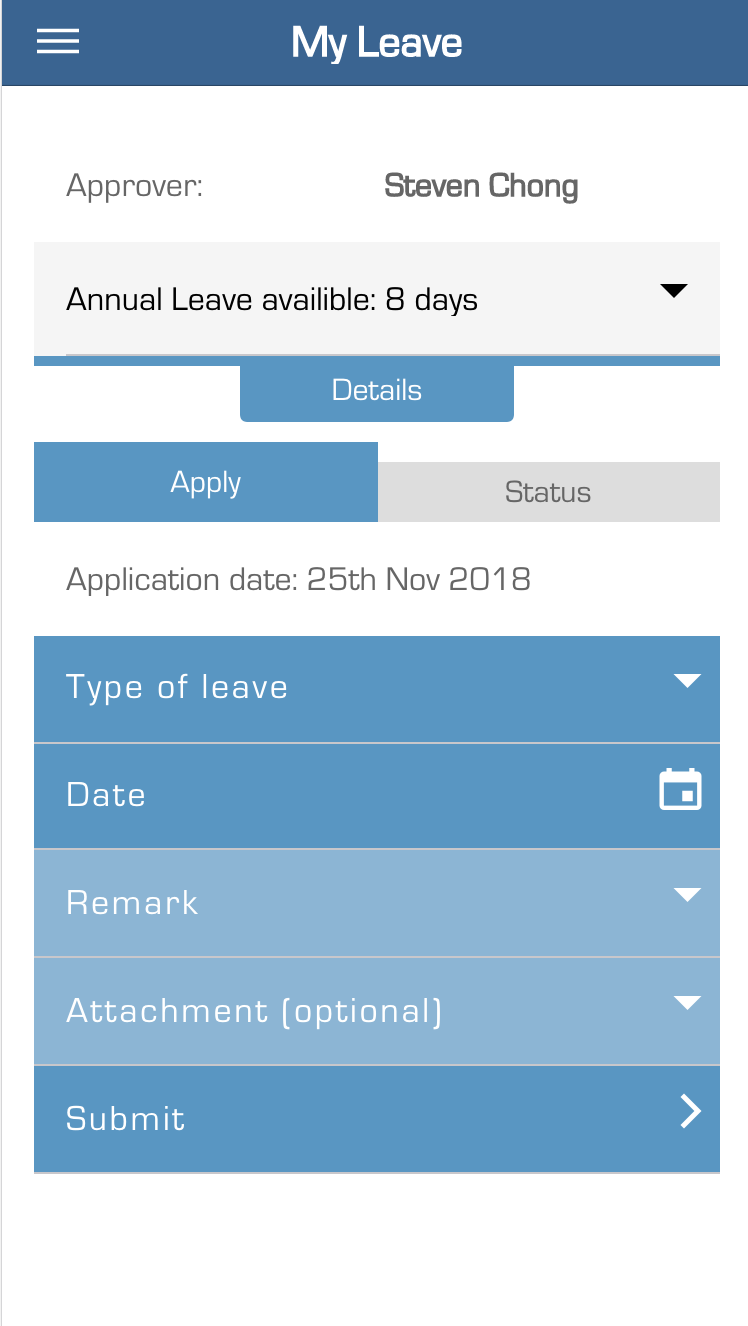 My Leave
Approver: Steven Chong
Annual Leave availible: 8 days
Details
Apply
Status
Application date: 25th Nov 2018
Type of leave
Date
Remark
Attachment (optional)
Submit